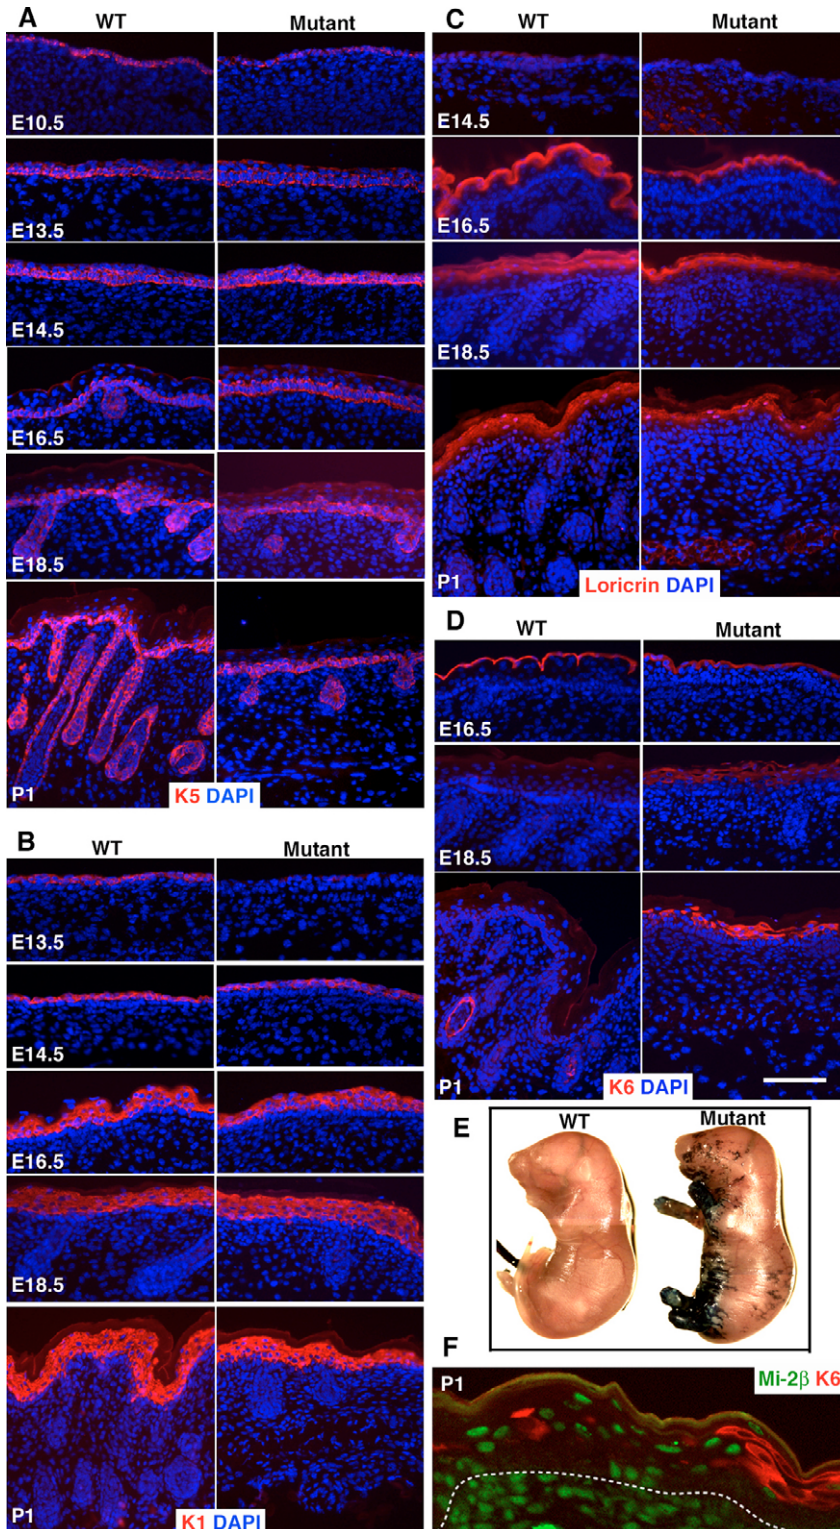 A
WT Mutant
E10.5
E13.5
E14.5
E16.5
E18.5
P1
K5 DAPI
B
WT Mutant
E13.5
E14.5
E16.5
E18.5
P1
K1 DAPI
C
WT Mutant
E14.5
E16.5
E18.5
P1
Loricrin DAPI
D
WT Mutant
E16.5
E18.5
P1
K6 DAPI
E
WT Mutant
F
P1
Mi-2β K6